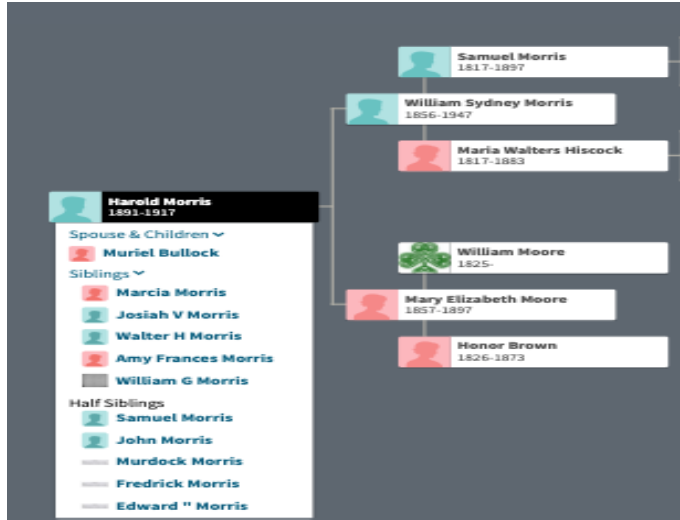 Samuel Morris
1817-1897
William Sydney Morris
1856-1947
Maria Walters Hiscock
1817-1883
Harold Morris
1891-1917
Spouse & Children
Muriel Bullock
Siblings
Marcia Morris
Josiah V Morris
Walter H Morris
Amy Frances Morris
William G Morris
Half Siblings
Samuel Morris
John Morris
Murdock Morris
Fredrick Morris
Edward " Morris
William Moore
1825-
Mary Elizabeth Moore
1857-1897
Honor Brown
1826-1873